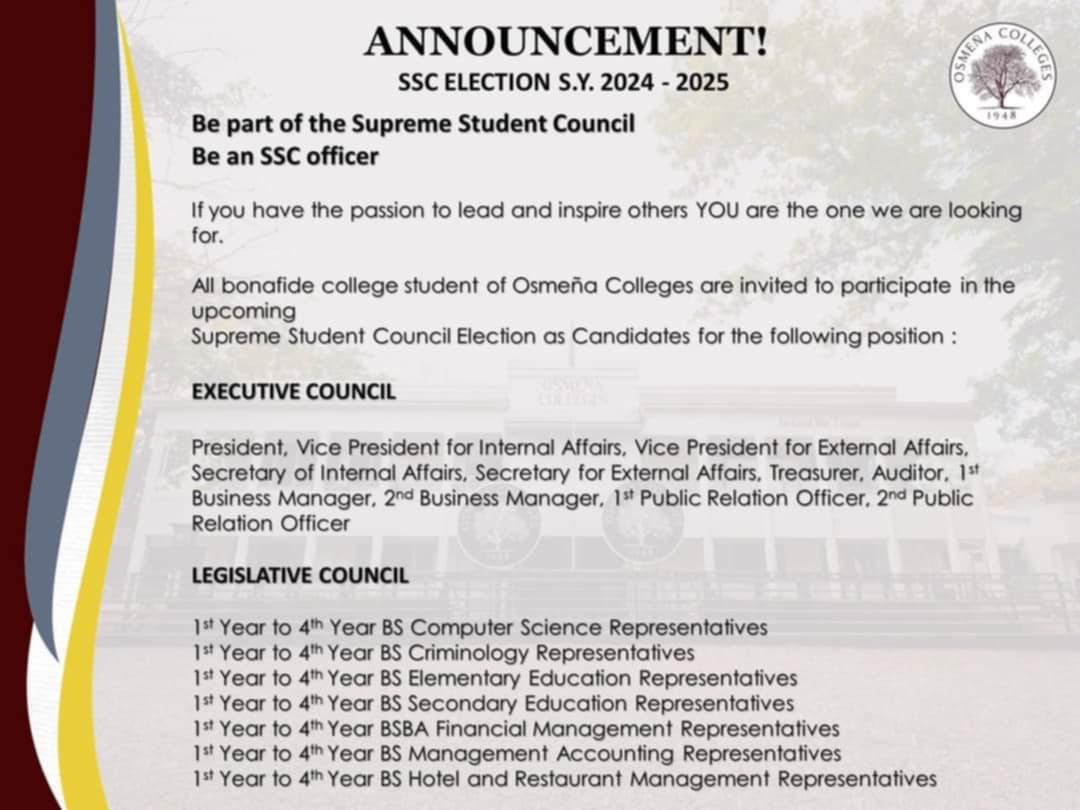 ANNOUNCEMENT!
SSC ELECTION S.Y. 2024 - 2025
OSMEÑA COLLEGES
1948
Be part of the Supreme Student Council
Be an SSC officer
If you have the passion to lead and inspire others YOU are the one we are looking
for.
All bonafide college student of Osmeña Colleges are invited to participate in the
upcoming
Supreme Student Council Election as Candidates for the following position :
OSMEÑA
COLLEGES
EXECUTIVE COUNCIL
President, Vice President for Internal Affairs, Vice President for External Affairs,
Secretary of Internal Affairs, Secretary for External Affairs, Treasurer, Auditor, 1st
Business Manager, 2nd Business Manager, 1st Public Relation Officer, 2nd Public
Relation Officer
LEGISLATIVE COUNCIL
1st Year to 4th Year BS Computer Science Representatives
1st Year to 4th Year BS Criminology Representatives
1st Year to 4th Year BS Elementary Education Representatives
1st Year to 4th Year BS Secondary Education Representatives
1st Year to 4th Year BSBA Financial Management Representatives
1st Year to 4th Year BS Management Accounting Representatives
1st Year to 4th Year BS Hotel and Restaurant Management Representatives